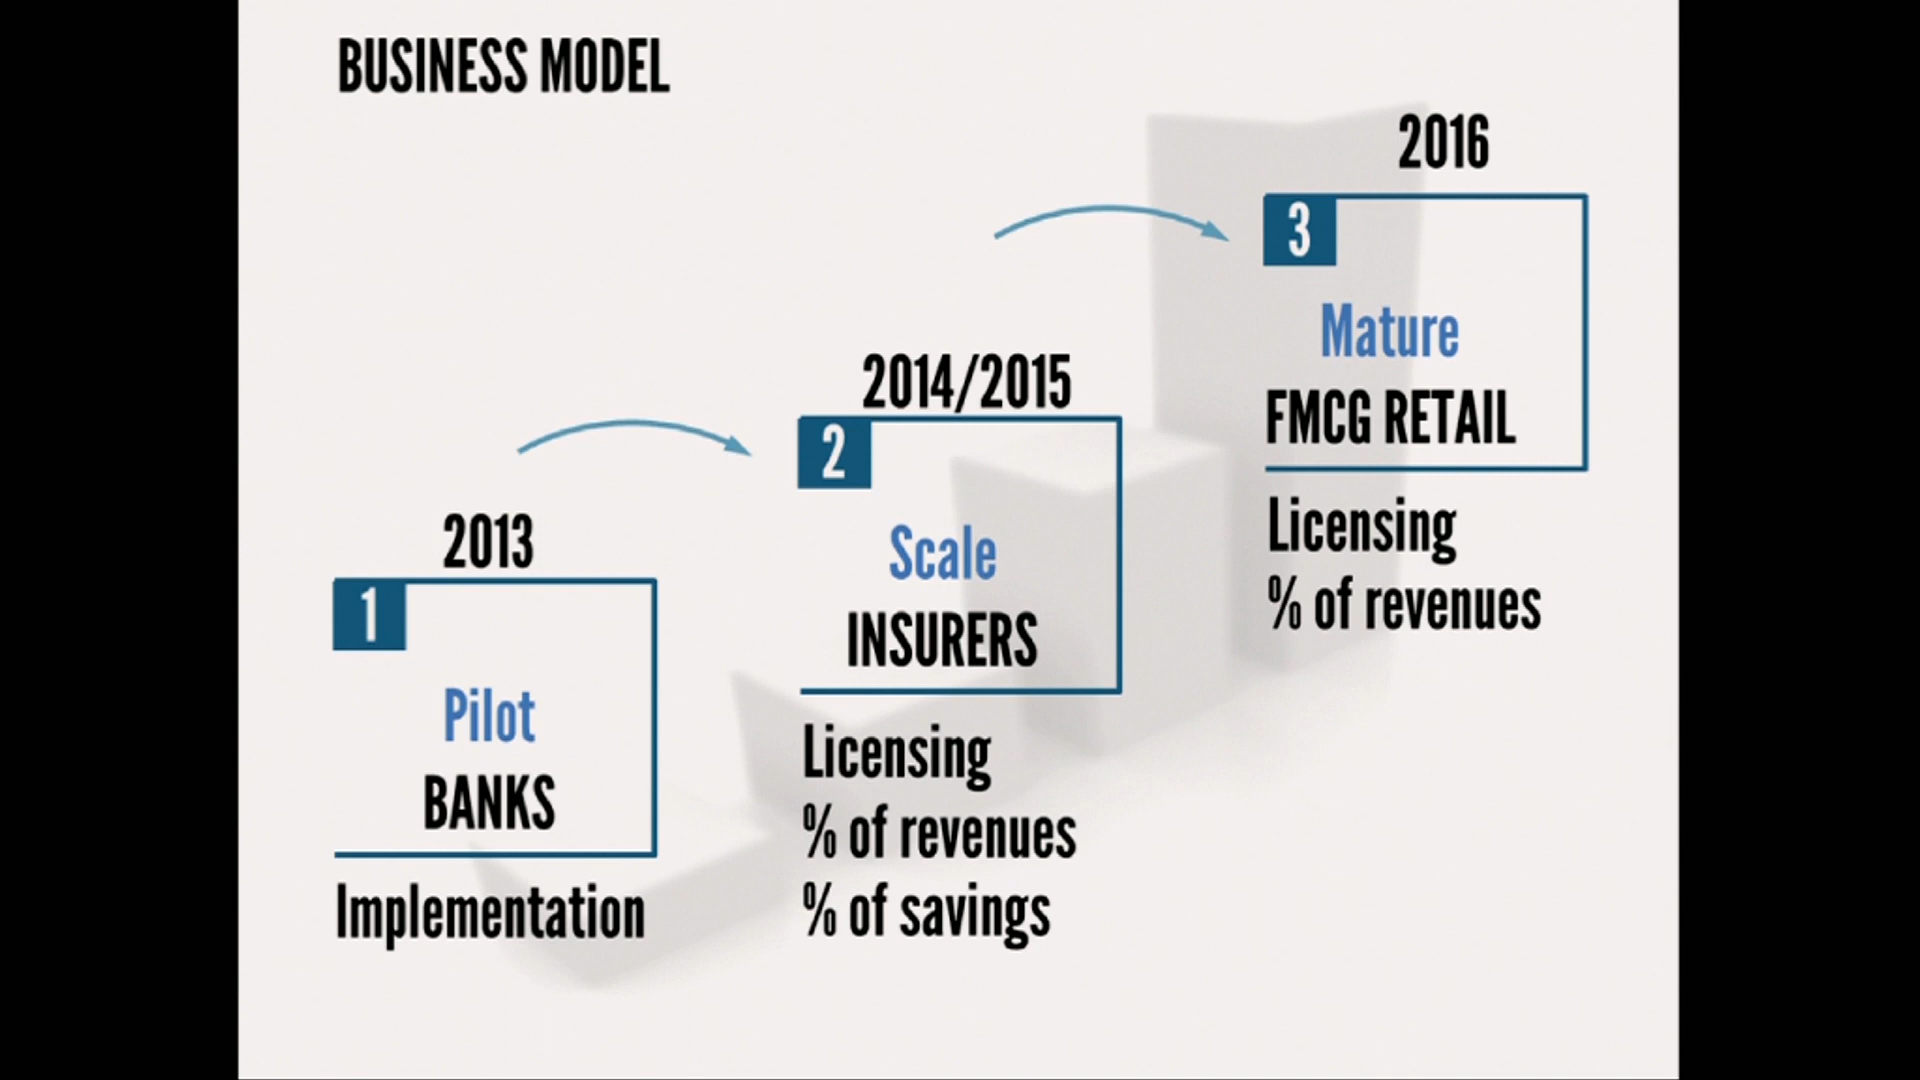 BUSINESS MODEL
2013
1
Pilot
BANKS
Implementation
2014/2015
2
Scale
INSURERS
Licensing
% of revenues
% of savings
2016
3
Mature
FMCG RETAIL
Licensing
% of revenues